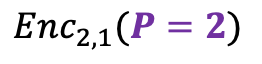 Enc₂,₁(P = 2)